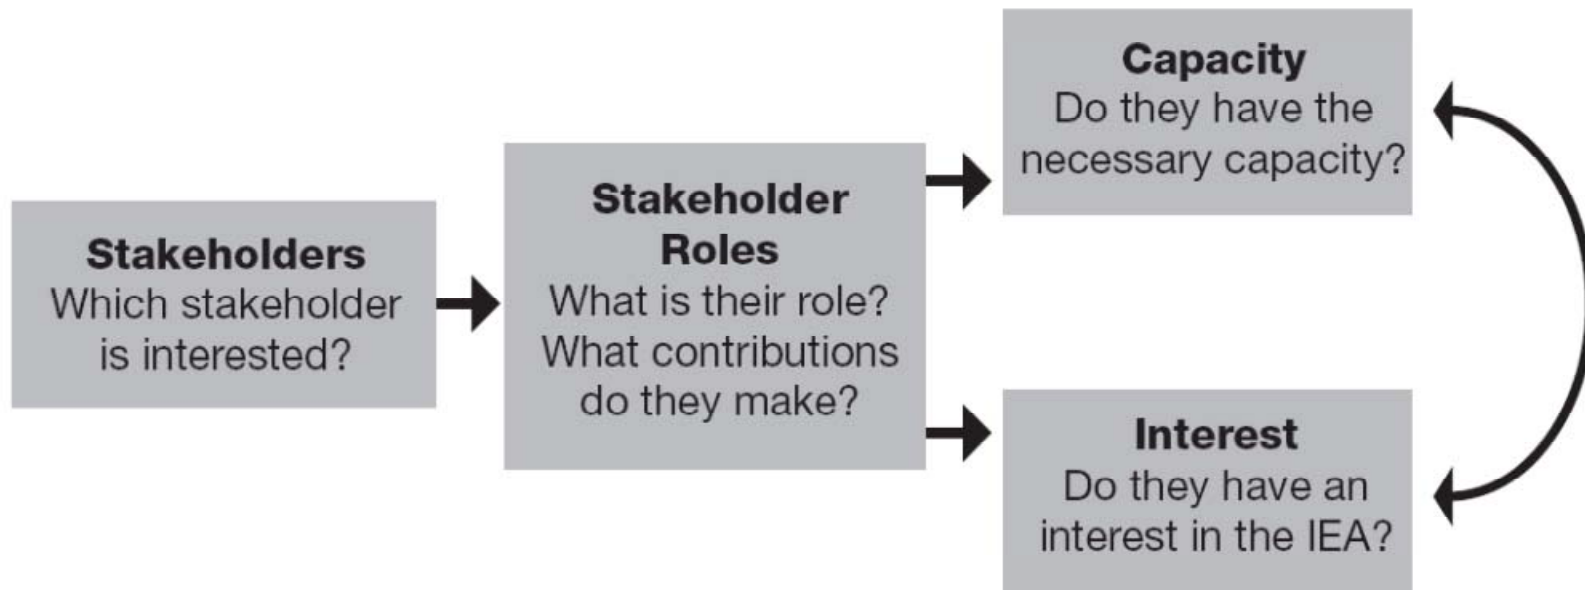 Stakeholders
Which stakeholder
is interested?
Stakeholder
Roles
What is their role?
What contributions
do they make?
Capacity
Do they have the
necessary capacity?
Interest
Do they have an
interest in the IEA?